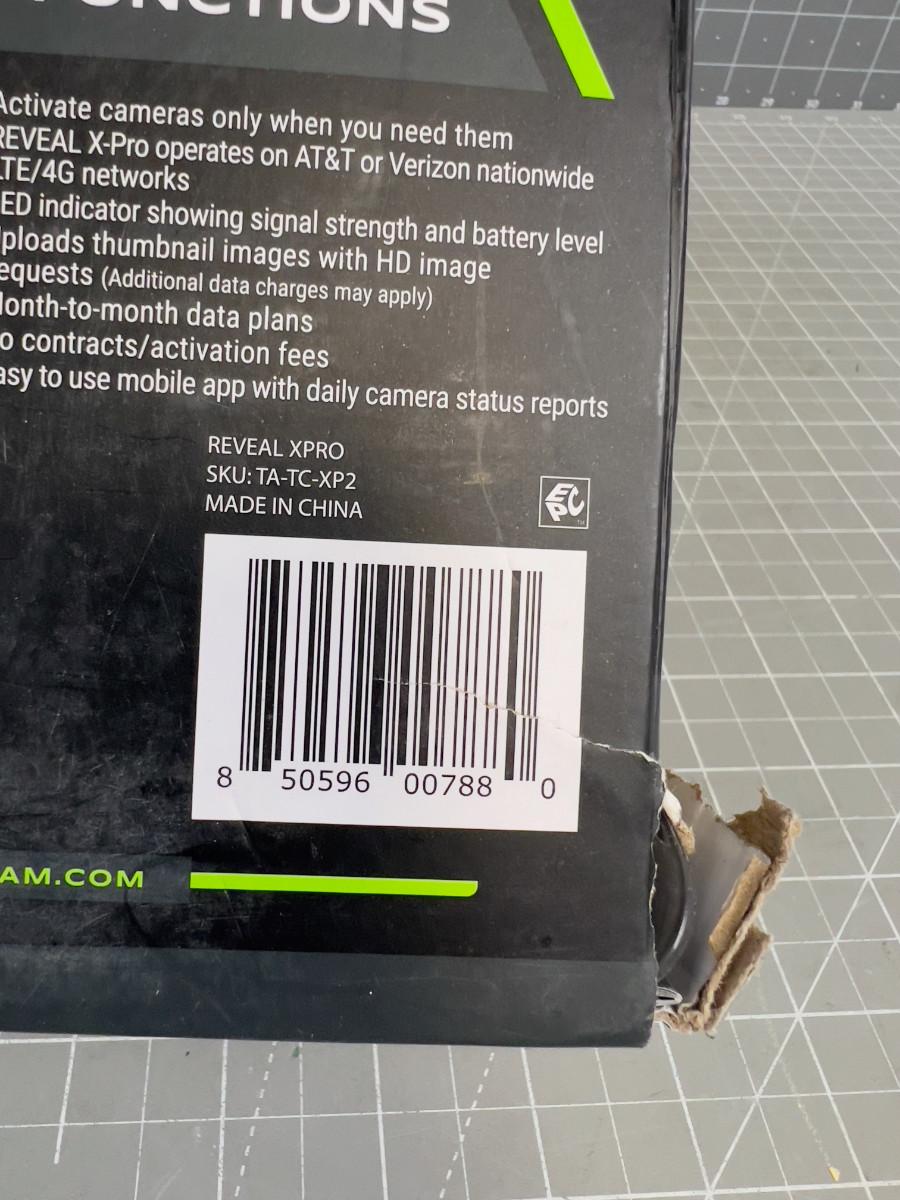 FUNCTIONS
Activate cameras only when you need them
REVEAL X-Pro operates on AT&T or Verizon nationwide
LTE/4G networks
ED indicator showing signal strength and battery level
ploads thumbnail images with HD image
equests (Additional data charges may apply)
onth-to-month data plans
o contracts/activation fees
asy to use mobile app with daily camera status reports
REVEAL XPRO
SKU: TA-TC-XP2
MADE IN CHINA
EPC
TM
8 50596 00788 0
AM.COM